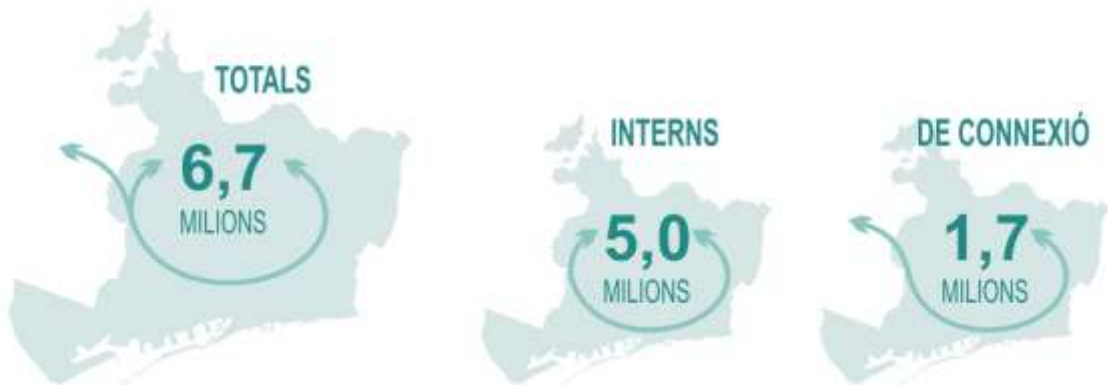 TOTALS
6,7
MILIONS
INTERNS
5,0
MILIONS
DE CONNEXIÓ
1,7
MILIONS